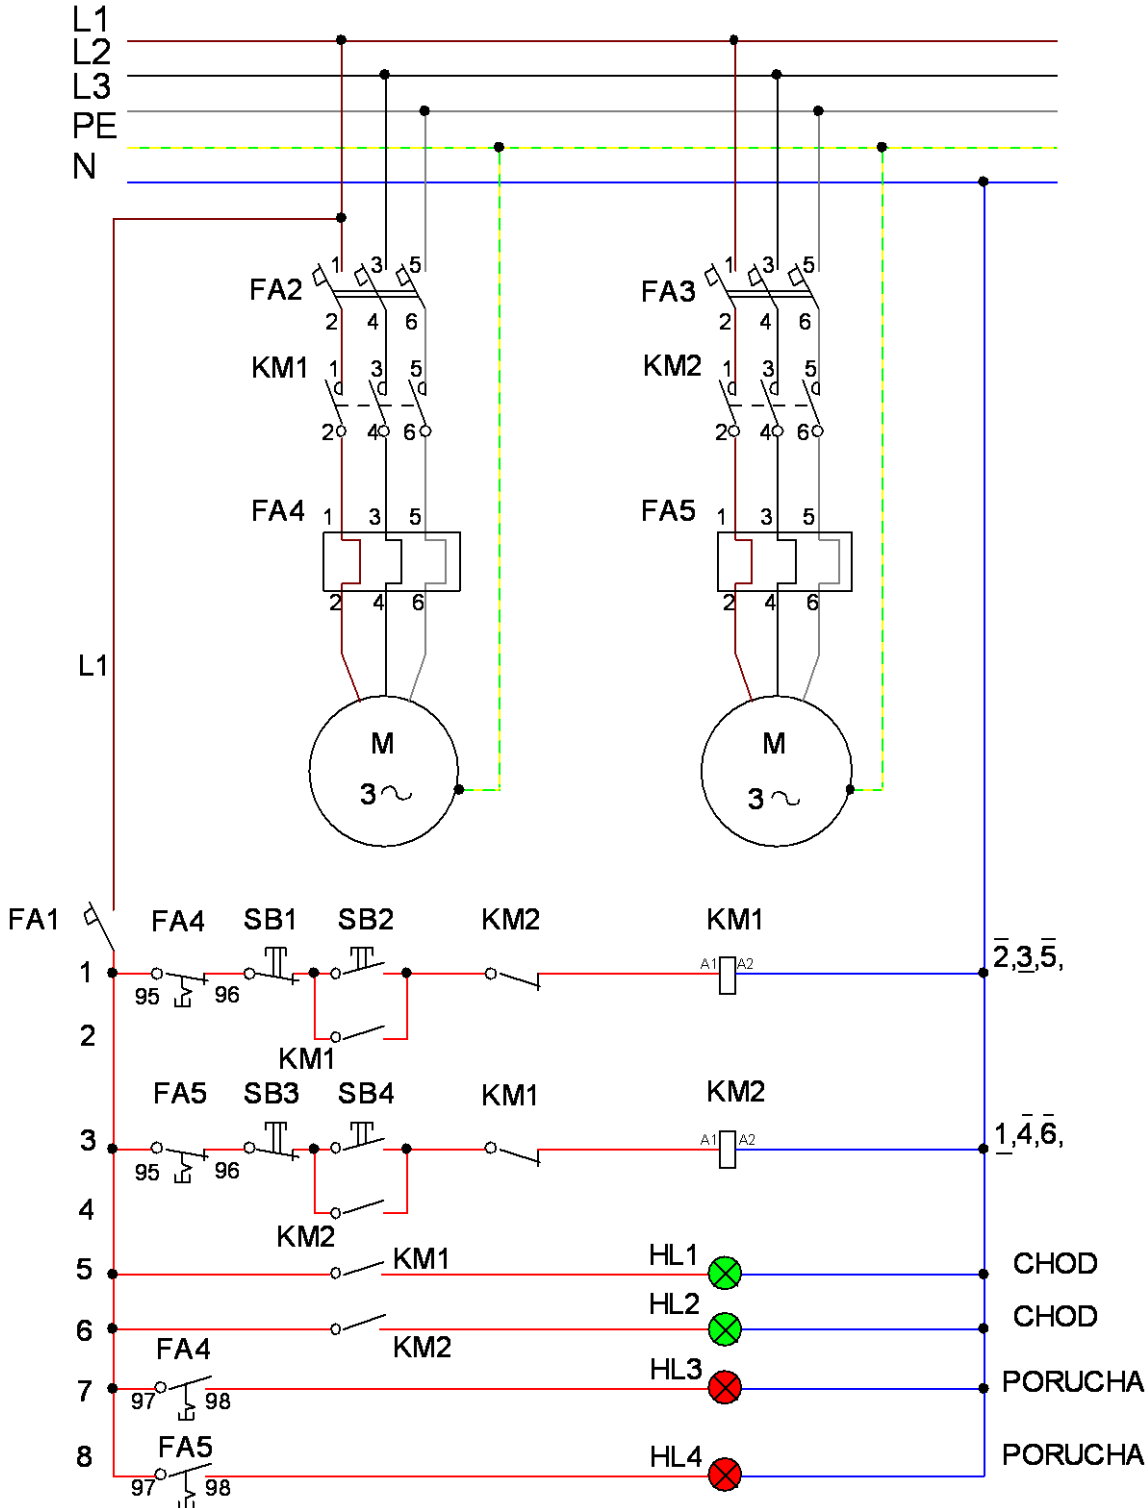 L1
L2
L3
PE
N
1 3 5
FA2
2 4 6
1 3 5
FA3
2 4 6
KM1
1 3 5
2 4 6
KM2
1 3 5
2 4 6
FA4
1 3 5
2 4 6
FA5
1 3 5
2 4 6
L1
M
3~
M
3~
FA1
FA4 SB1 SB2 KM2 KM1
1 95 96 A1 A2 2̅,3̲,5̅,
2
KM1
FA5 SB3 SB4 KM1 KM2
3 95 96 A1 A2 1̲,4̅,6̅,
4
KM2
5 KM1 HL1 CHOD
6 KM2 HL2 CHOD
FA4
7 97 98 HL3 PORUCHA
FA5
8 97 98 HL4 PORUCHA